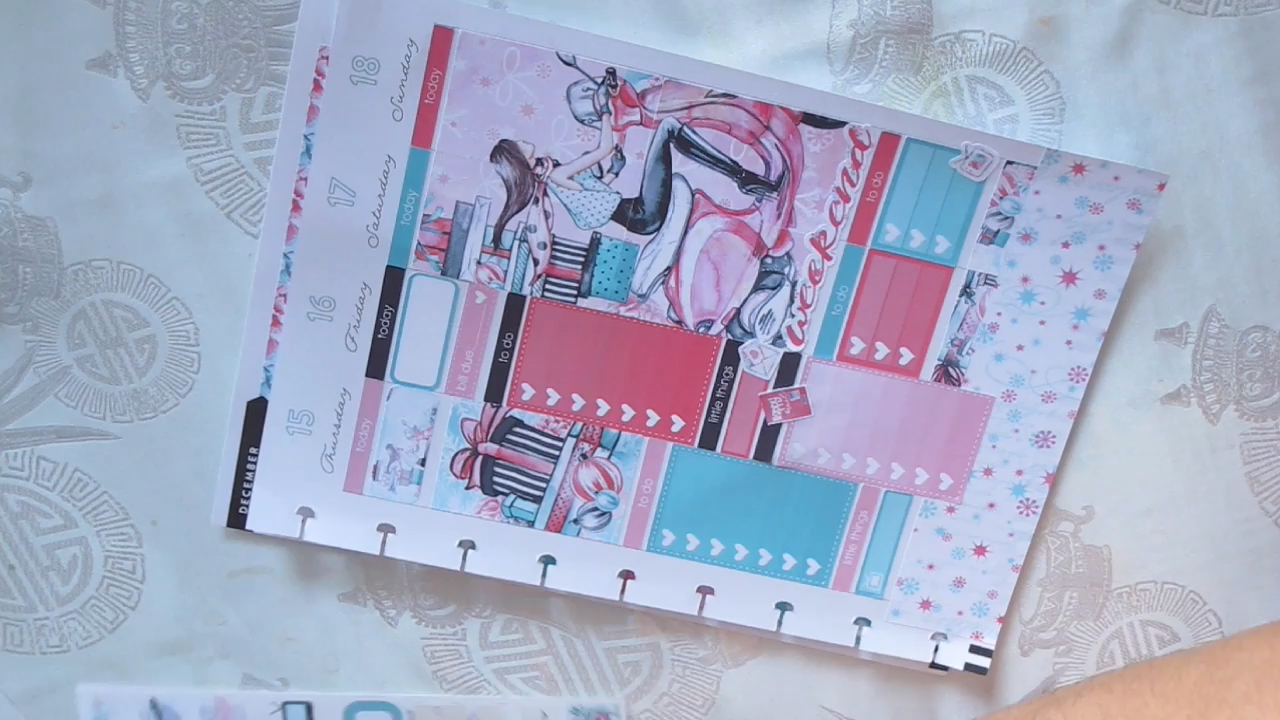 DECEMBER
15
Thursday
16
Friday
17
Saturday
18
Sunday
today
today
today
today
bill due...
to do
weekend
to do
to do
little things
to do
little things